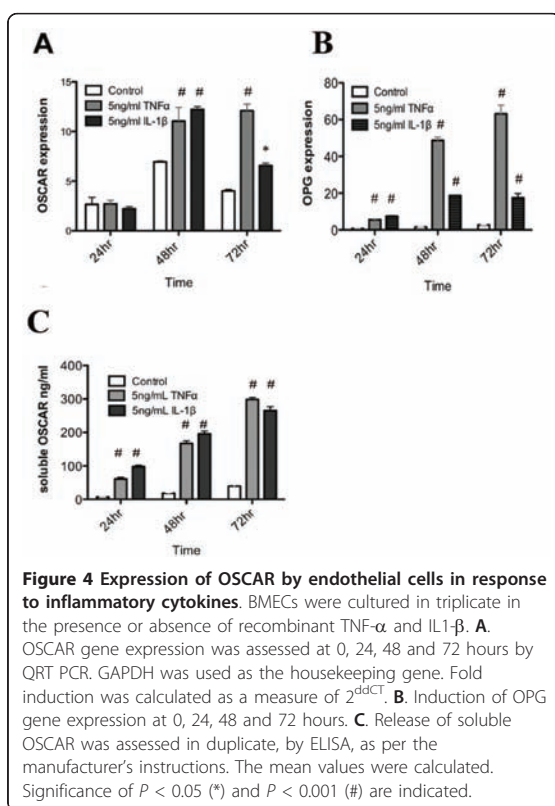 A
B
# #
#
*
15
10
5
0
OSCAR expression
Control
5ng/ml TNFα
5ng/ml IL-1β
24hr
48hr
72hr
Time
# #
#
#
#
#
80
60
40
20
0
OPG expression
Control
5ng/ml TNFα
5ng/ml IL-1β
24hr
48hr
72hr
Time
C
# #
# #
# #
400
300
200
100
0
soluble OSCAR ng/ml
Control
5ng/mL TNFα
5ng/mL IL-1β
24hr
48hr
72hr
Time
Figure 4 Expression of OSCAR by endothelial cells in response
to inflammatory cytokines. BMECs were cultured in triplicate in
the presence or absence of recombinant TNF-α and IL1-β. A.
OSCAR gene expression was assessed at 0, 24, 48 and 72 hours by
QRT PCR. GAPDH was used as the housekeeping gene. Fold
induction was calculated as a measure of 2^ddCT. B. Induction of OPG
gene expression at 0, 24, 48 and 72 hours. C. Release of soluble
OSCAR was assessed in duplicate, by ELISA, as per the
manufacturer's instructions. The mean values were calculated.
Significance of P < 0.05 (*) and P < 0.001 (#) are indicated.